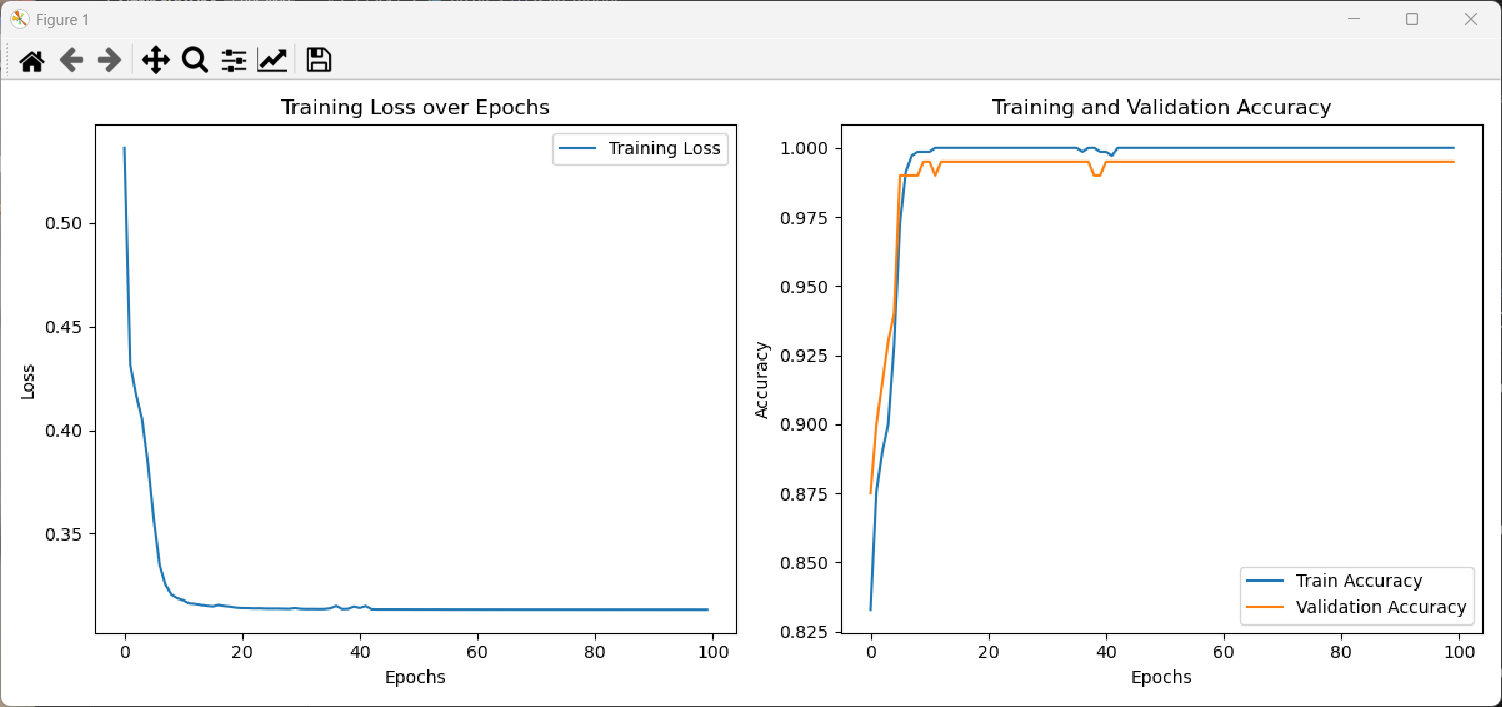 Figure 1
Training Loss over Epochs
Training Loss
0.50
0.45
0.40
0.35
Loss
0 20 40 60 80 100
Epochs
Training and Validation Accuracy
1.000
0.975
0.950
0.925
0.900
0.875
0.850
0.825
Accuracy
Train Accuracy
Validation Accuracy
0 20 40 60 80 100
Epochs